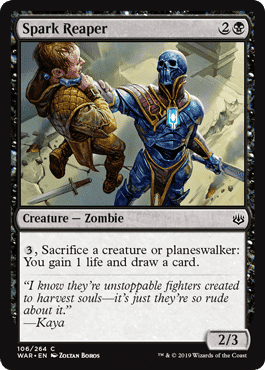 Spark Reaper 2
Creature — Zombie
3, Sacrifice a creature or planeswalker:
You gain 1 life and draw a card.
"I know they're unstoppable fighters created
to harvest souls—it's just they're so rude
about it."
—Kaya
2/3
106/264 C
WAR • EN Zoltan Boros
™ & © 2019 Wizards of the Coast